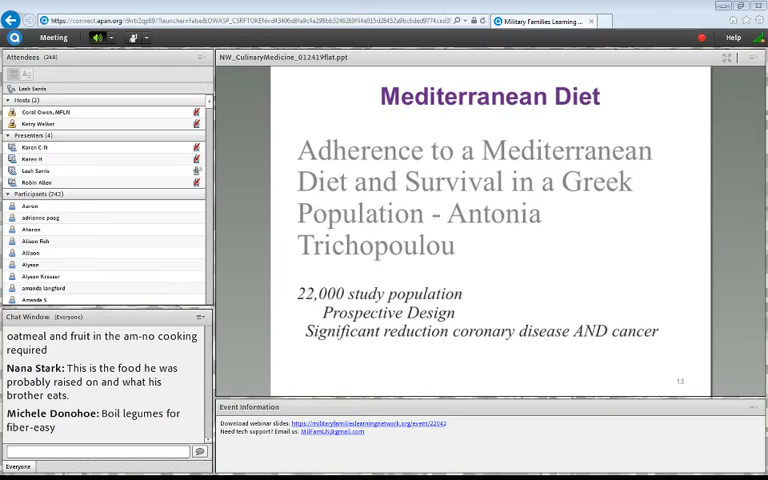 Military Families Learning ...
Meeting
Help
Attendees (248)
Leah Sarris
Hosts (2)
Coral Owen, MFLN
Kerry Walker
Presenters (4)
Karen C-N
Karen H
Leah Sarris
Robin Allen
Participants (242)
Aaron
adrienne poag
Aharon
Alison Fish
Allison
Alyson
Alyson Kresser
amanda langford
Amanda S
Chat Window (Everyone)
oatmeal and fruit in the am-no cooking
required
Nana Stark: This is the food he was
probably raised on and what his
brother eats.
Michele Donohoe: Boil legumes for
fiber-easy
Everyone
NW_CulinaryMedicine_012419flat.ppt
Mediterranean Diet
Adherence to a Mediterranean
Diet and Survival in a Greek
Population - Antonia
Trichopoulou
22,000 study population
Prospective Design
Significant reduction coronary disease AND cancer
13
Event Information
Download webinar slides: https://militaryfamilieslearningnetwork.org/event/22042
Need tech support? Email us: MilFamLN@gmail.com